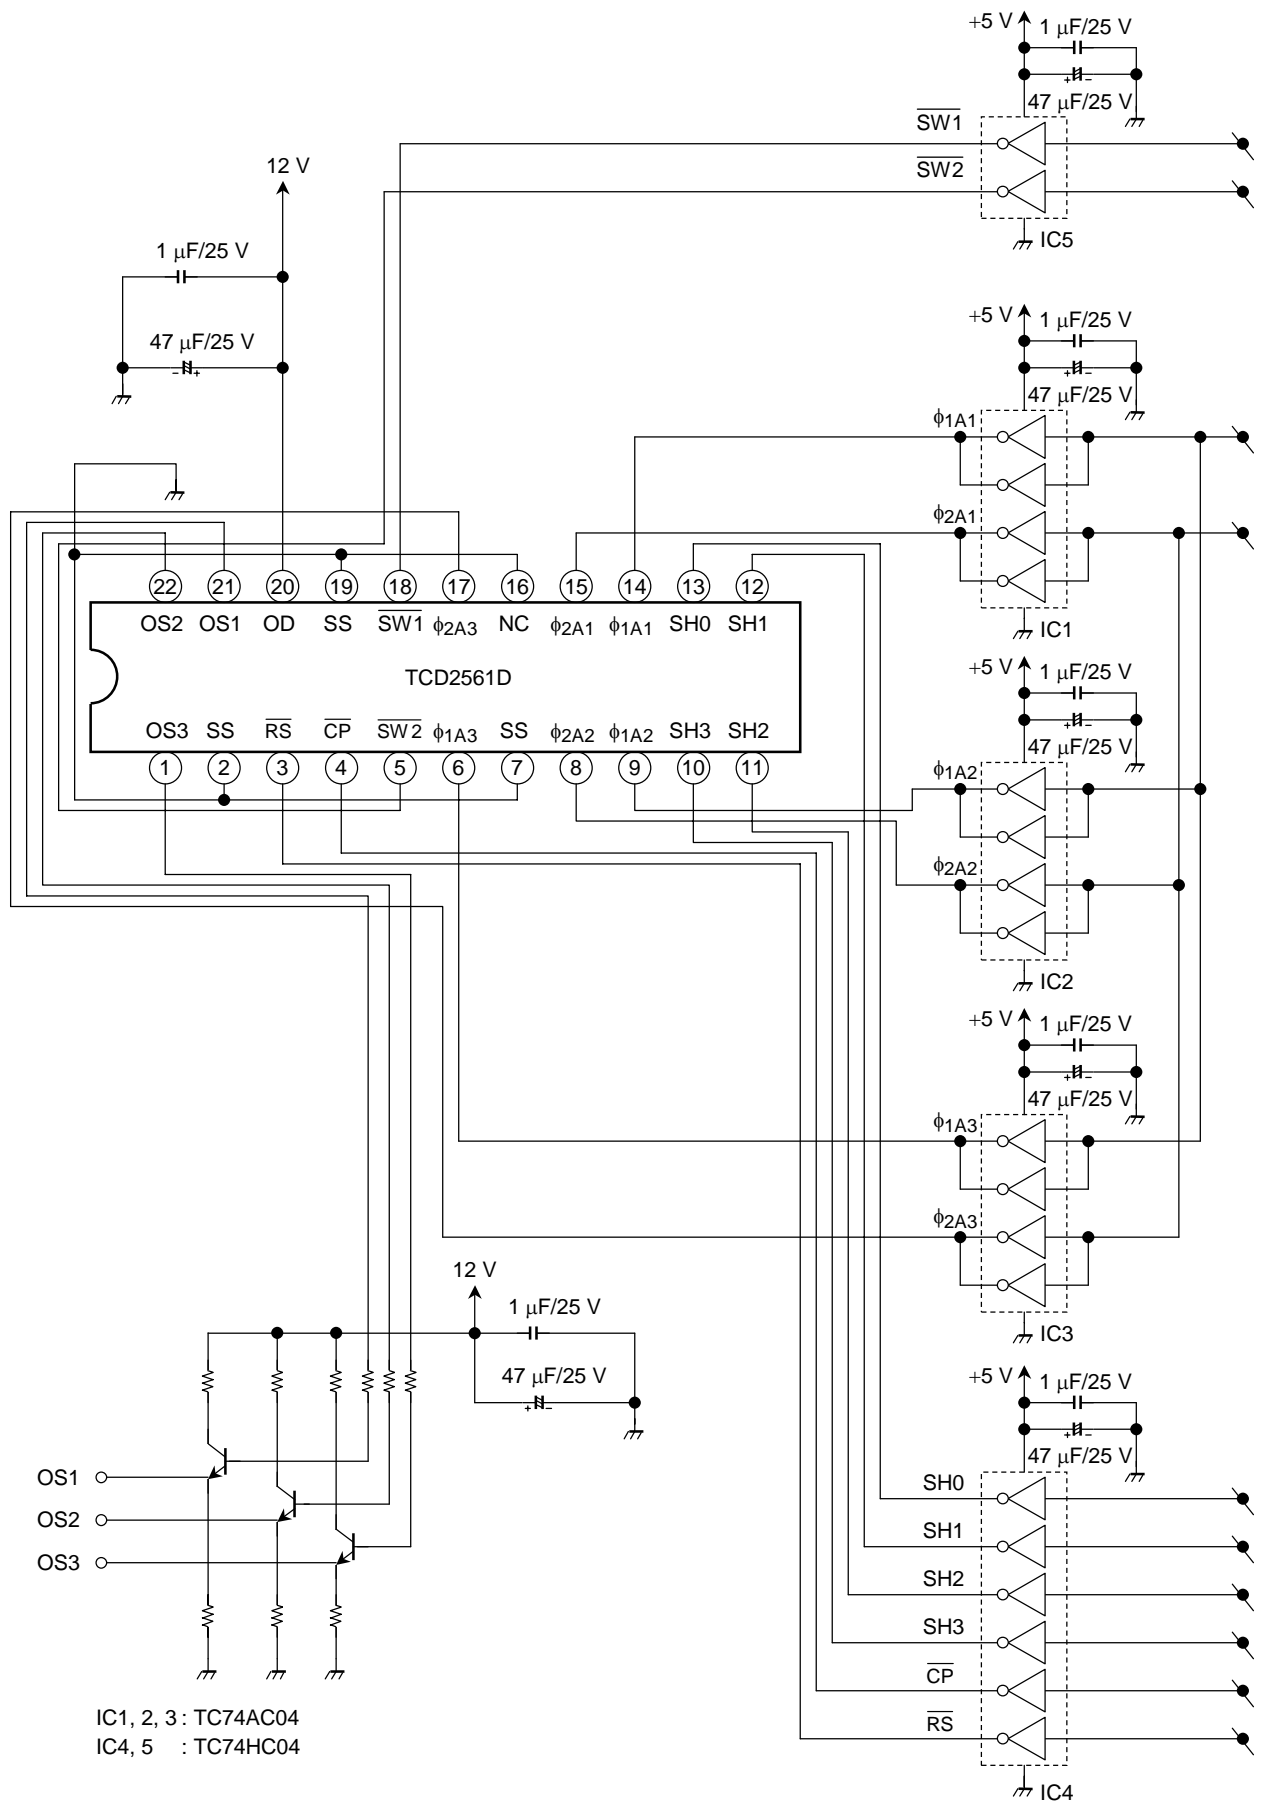 +5 V
1 μF/25 V
47 μF/25 V
SW1
SW2
IC5
12 V
1 μF/25 V
47 μF/25 V
+5 V
1 μF/25 V
47 μF/25 V
ϕ1A1
ϕ2A1
IC1
22 21 20 19 18 17 16 15 14 13 12
OS2 OS1 OD SS SW1 ϕ2A3 NC ϕ2A1 ϕ1A1 SH0 SH1
TCD2561D
OS3 SS RS CP SW2 ϕ1A3 SS ϕ2A2 ϕ1A2 SH3 SH2
1 2 3 4 5 6 7 8 9 10 11
+5 V
1 μF/25 V
47 μF/25 V
ϕ1A2
ϕ2A2
IC2
+5 V
1 μF/25 V
47 μF/25 V
ϕ1A3
ϕ2A3
IC3
12 V
1 μF/25 V
47 μF/25 V
OS1
OS2
OS3
+5 V
1 μF/25 V
47 μF/25 V
SH0
SH1
SH2
SH3
CP
RS
IC4
IC1, 2, 3 : TC74AC04
IC4, 5 : TC74HC04